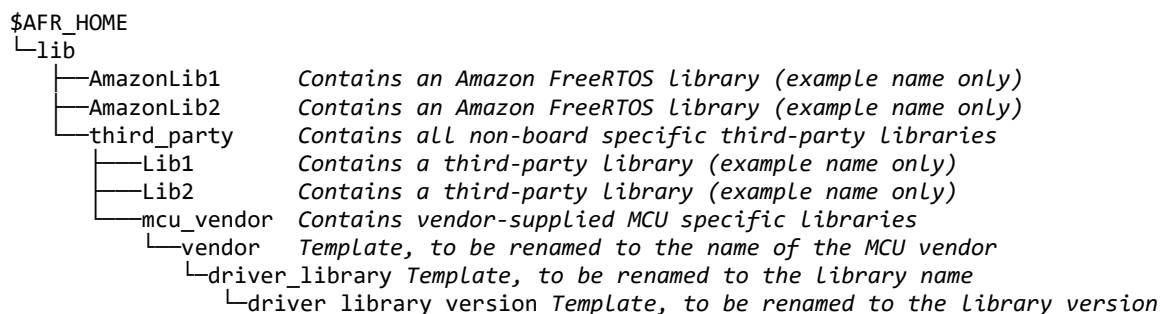 $AFR_HOME
└─lib
├──AmazonLib1 Contains an Amazon FreeRTOS library (example name only)
├──AmazonLib2 Contains an Amazon FreeRTOS library (example name only)
└──third_party Contains all non-board specific third-party libraries
├───Lib1 Contains a third-party library (example name only)
├───Lib2 Contains a third-party library (example name only)
└───mcu_vendor Contains vendor-supplied MCU specific libraries
└──vendor Template, to be renamed to the name of the MCU vendor
└─driver_library Template, to be renamed to the library name
└─driver library version Template, to be renamed to the library version